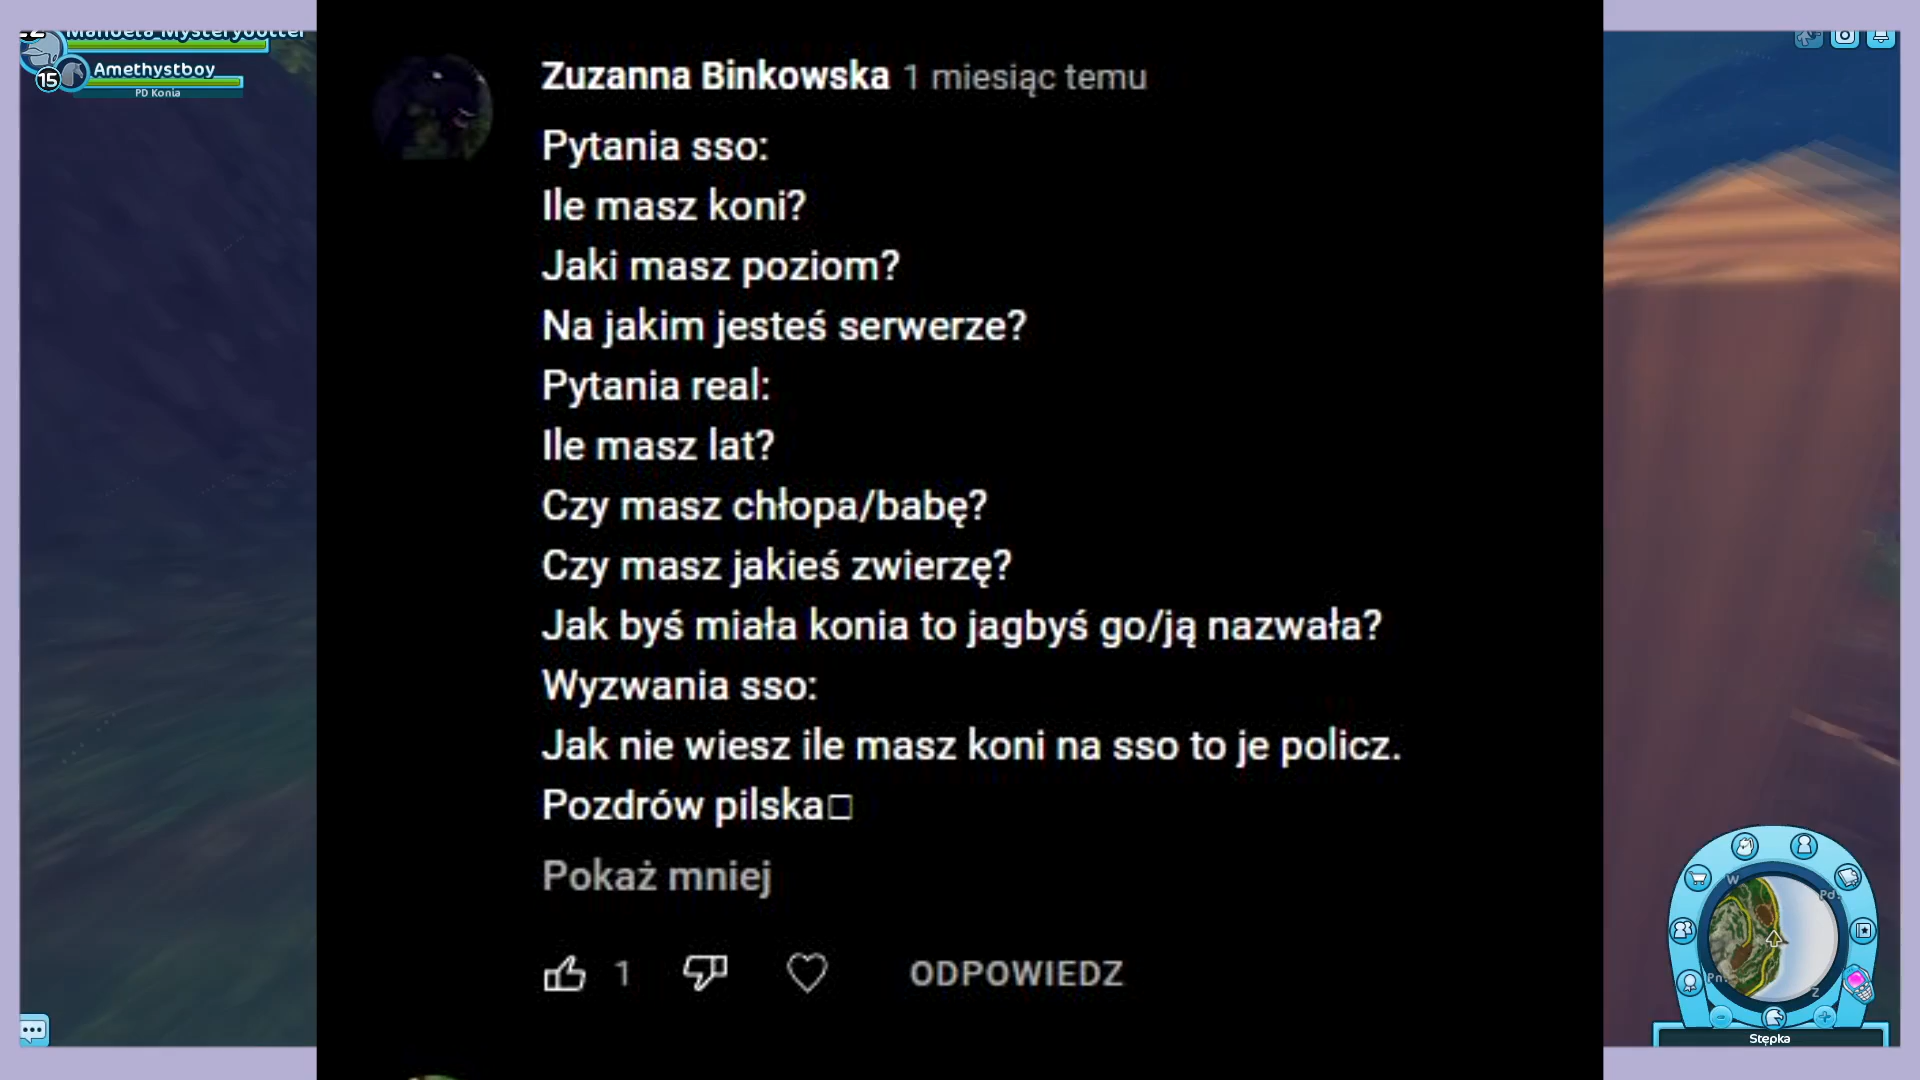 Amethystboy
15
PD Konia
Zuzanna Binkowska 1 miesiąc temu
Pytania sso:
Ile masz koni?
Jaki masz poziom?
Na jakim jesteś serwerze?
Pytania real:
Ile masz lat?
Czy masz chłopa/babę?
Czy masz jakieś zwierzę?
Jak byś miała konia to jagbyś go/ją nazwała?
Wyzwania sso:
Jak nie wiesz ile masz koni na sso to je policz.
Pozdrów pilska□
Pokaż mniej
1
ODPOWIEDZ
W
Pd.
Pn.
Z
Stępka